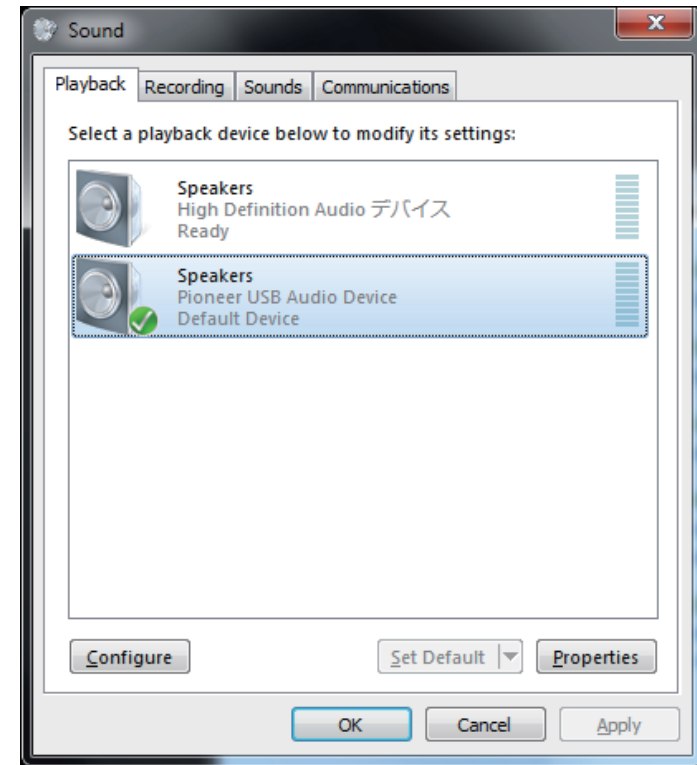 Sound
Playback Recording Sounds Communications
Select a playback device below to modify its settings:
Speakers
High Definition Audio デバイス
Ready
Speakers
Pioneer USB Audio Device
Default Device
Configure Set Default Properties
OK Cancel Apply